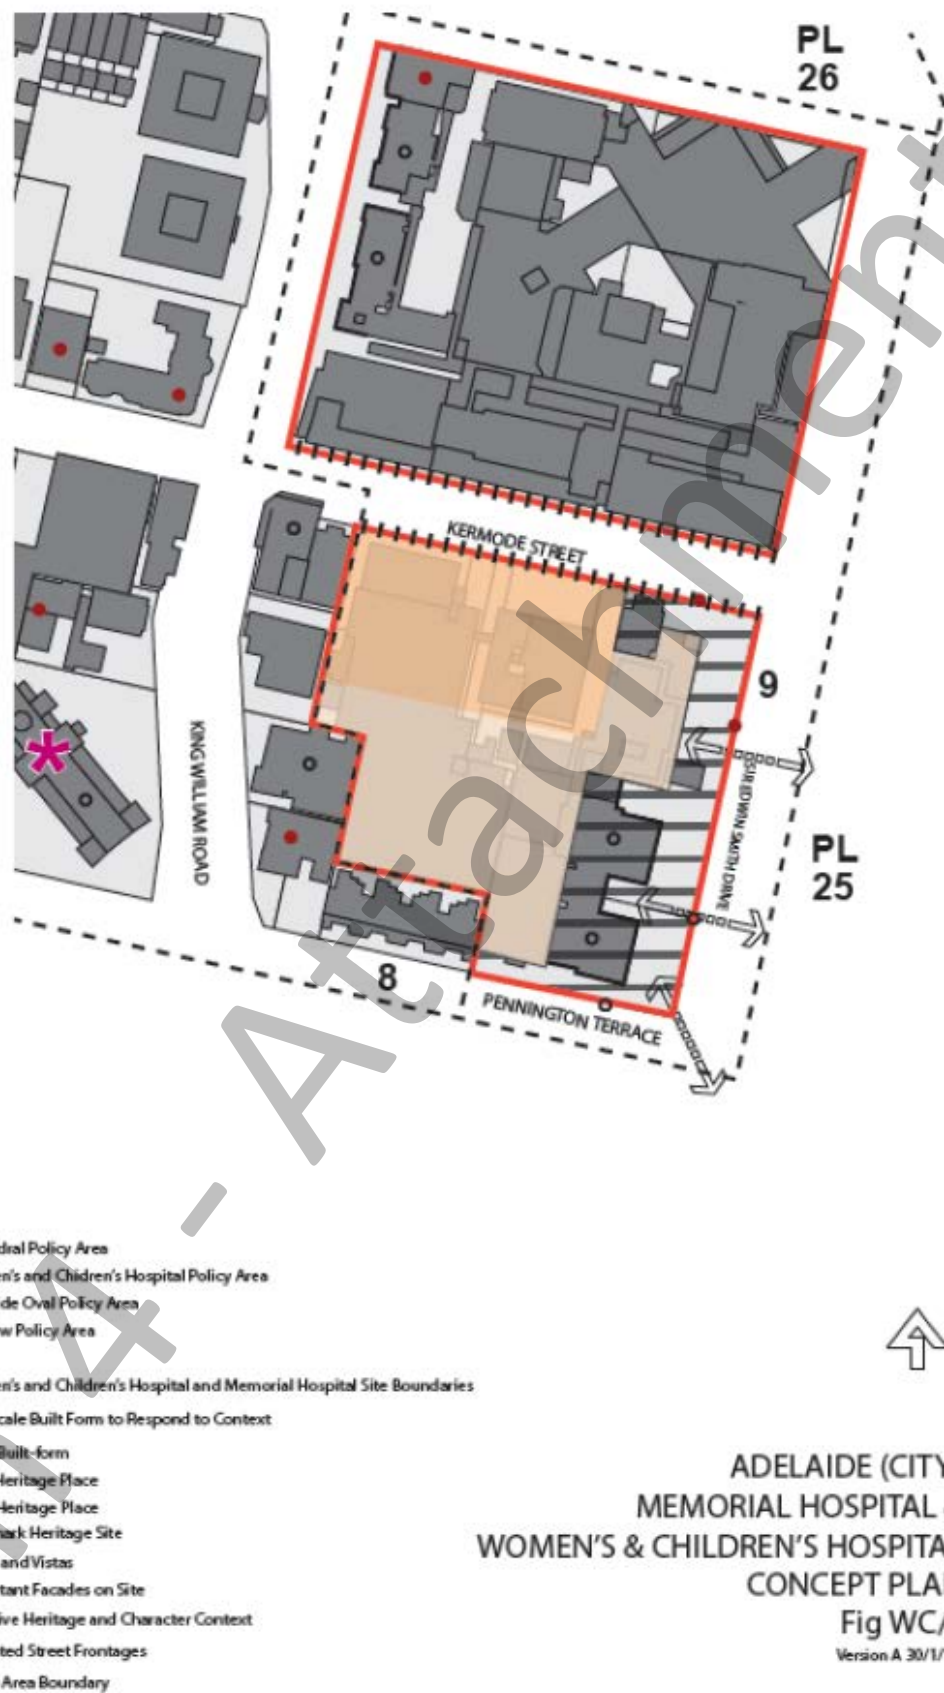 PL
26
KERMODE STREET
9
KING WILLIAM ROAD
SIR EDWIN SMITH DRIVE
PL
25
8
PENNINGTON TERRACE
4 - Attachment
dral Policy Area
en's and Chidren's Hospital Policy Area
de Oval Policy Area
w Policy Area
en's and Children's Hospital and Memorial Hospital Site Boundaries
cale Built Form to Respond to Context
Built-form
Heritage Place
Heritage Place
mark Heritage Site
and Vistas
tant Facades on Site
ive Heritage and Character Context
ted Street Frontages
Area Boundary
ADELAIDE (CITY
MEMORIAL HOSPITAL
WOMEN'S & CHILDREN'S HOSPITA
CONCEPT PLA
Fig WC/
Version A 30/1/